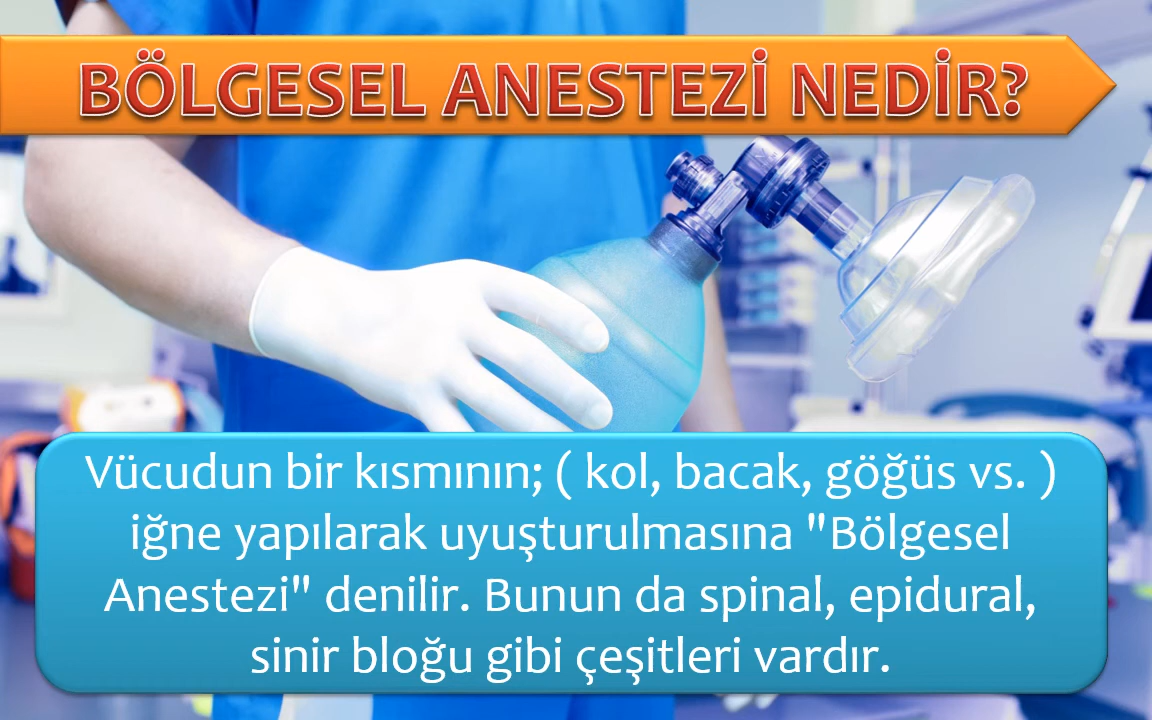 BÖLGESEL ANESTEZİ NEDİR?
Vücudun bir kısmının; ( kol, bacak, göğüs vs. )
iğne yapılarak uyuşturulmasına "Bölgesel
Anestezi" denilir. Bunun da spinal, epidural,
sinir bloğu gibi çeşitleri vardır.